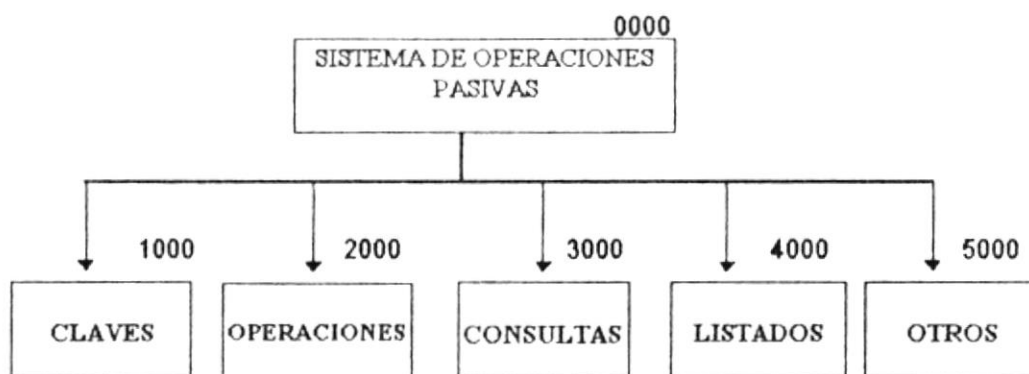 0000
SISTEMA DE OPERACIONES
PASIVAS
1000
2000
3000
4000
5000
CLAVES
OPERACIONES
CONSULTAS
LISTADOS
OTROS